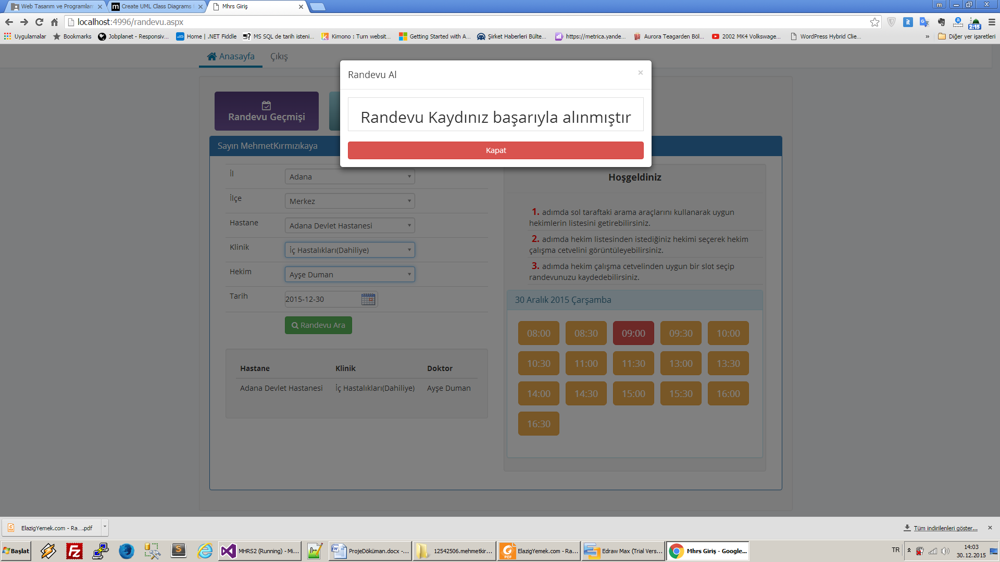 Web Tasarım ve Programlam
Create UML Class Diagrams
Mhrs Giriş
localhost:4996/randevu.aspx
2:15
Uygulamalar
Bookmarks
Jobplanet - Responsiv...
Home | .NET Fiddle
MS SQL de tarih isteni...
Kimono : Turn websit...
Getting Started with A...
Şirket Haberleri Bülte...
https://metrica.yande...
Aurora Teagarden Böl...
2002 MK4 Volkswage...
WordPress Hybrid Clie...
»
Diğer yer işaretleri
Anasayfa
Çıkış
Randevu Al
×
Randevu Kaydınız başarıyla alınmıştır
Kapat
Randevu Geçmişi
Sayın MehmetKırmızıkaya
İl
Adana
İlçe
Merkez
Hastane
Adana Devlet Hastanesi
Klinik
İç Hastalıkları(Dahiliye)
Hekim
Ayşe Duman
Tarih
2015-12-30
Randevu Ara
Hastane Klinik Doktor
Adana Devlet Hastanesi İç Hastalıkları(Dahiliye) Ayşe Duman
Hoşgeldiniz
1. adımda sol taraftaki arama araçlarını kullanarak uygun
hekimlerin listesini getirebilirsiniz.
2. adımda hekim listesinden istediğiniz hekimi seçerek hekim
çalışma cetvelini görüntüleyebilirsiniz.
3. adımda hekim çalışma cetvelinden uygun bir slot seçip
randevunuzu kaydedebilirsiniz.
30 Aralık 2015 Çarşamba
08:00 08:30 09:00 09:30 10:00
10:30 11:00 11:30 13:00 13:30
14:00 14:30 15:00 15:30 16:00
16:30
ElazigYemek.com - Ra....pdf
Tüm indirilenleri göster...
Başlat
MHRS2 (Running) - Mi...
ProjeDöküman.docx -...
12542506.mehmetkir...
ElazigYemek.com - Ra...
Edraw Max (Trial Vers...
Mhrs Giriş - Google...
TR
14:03
30.12.2015